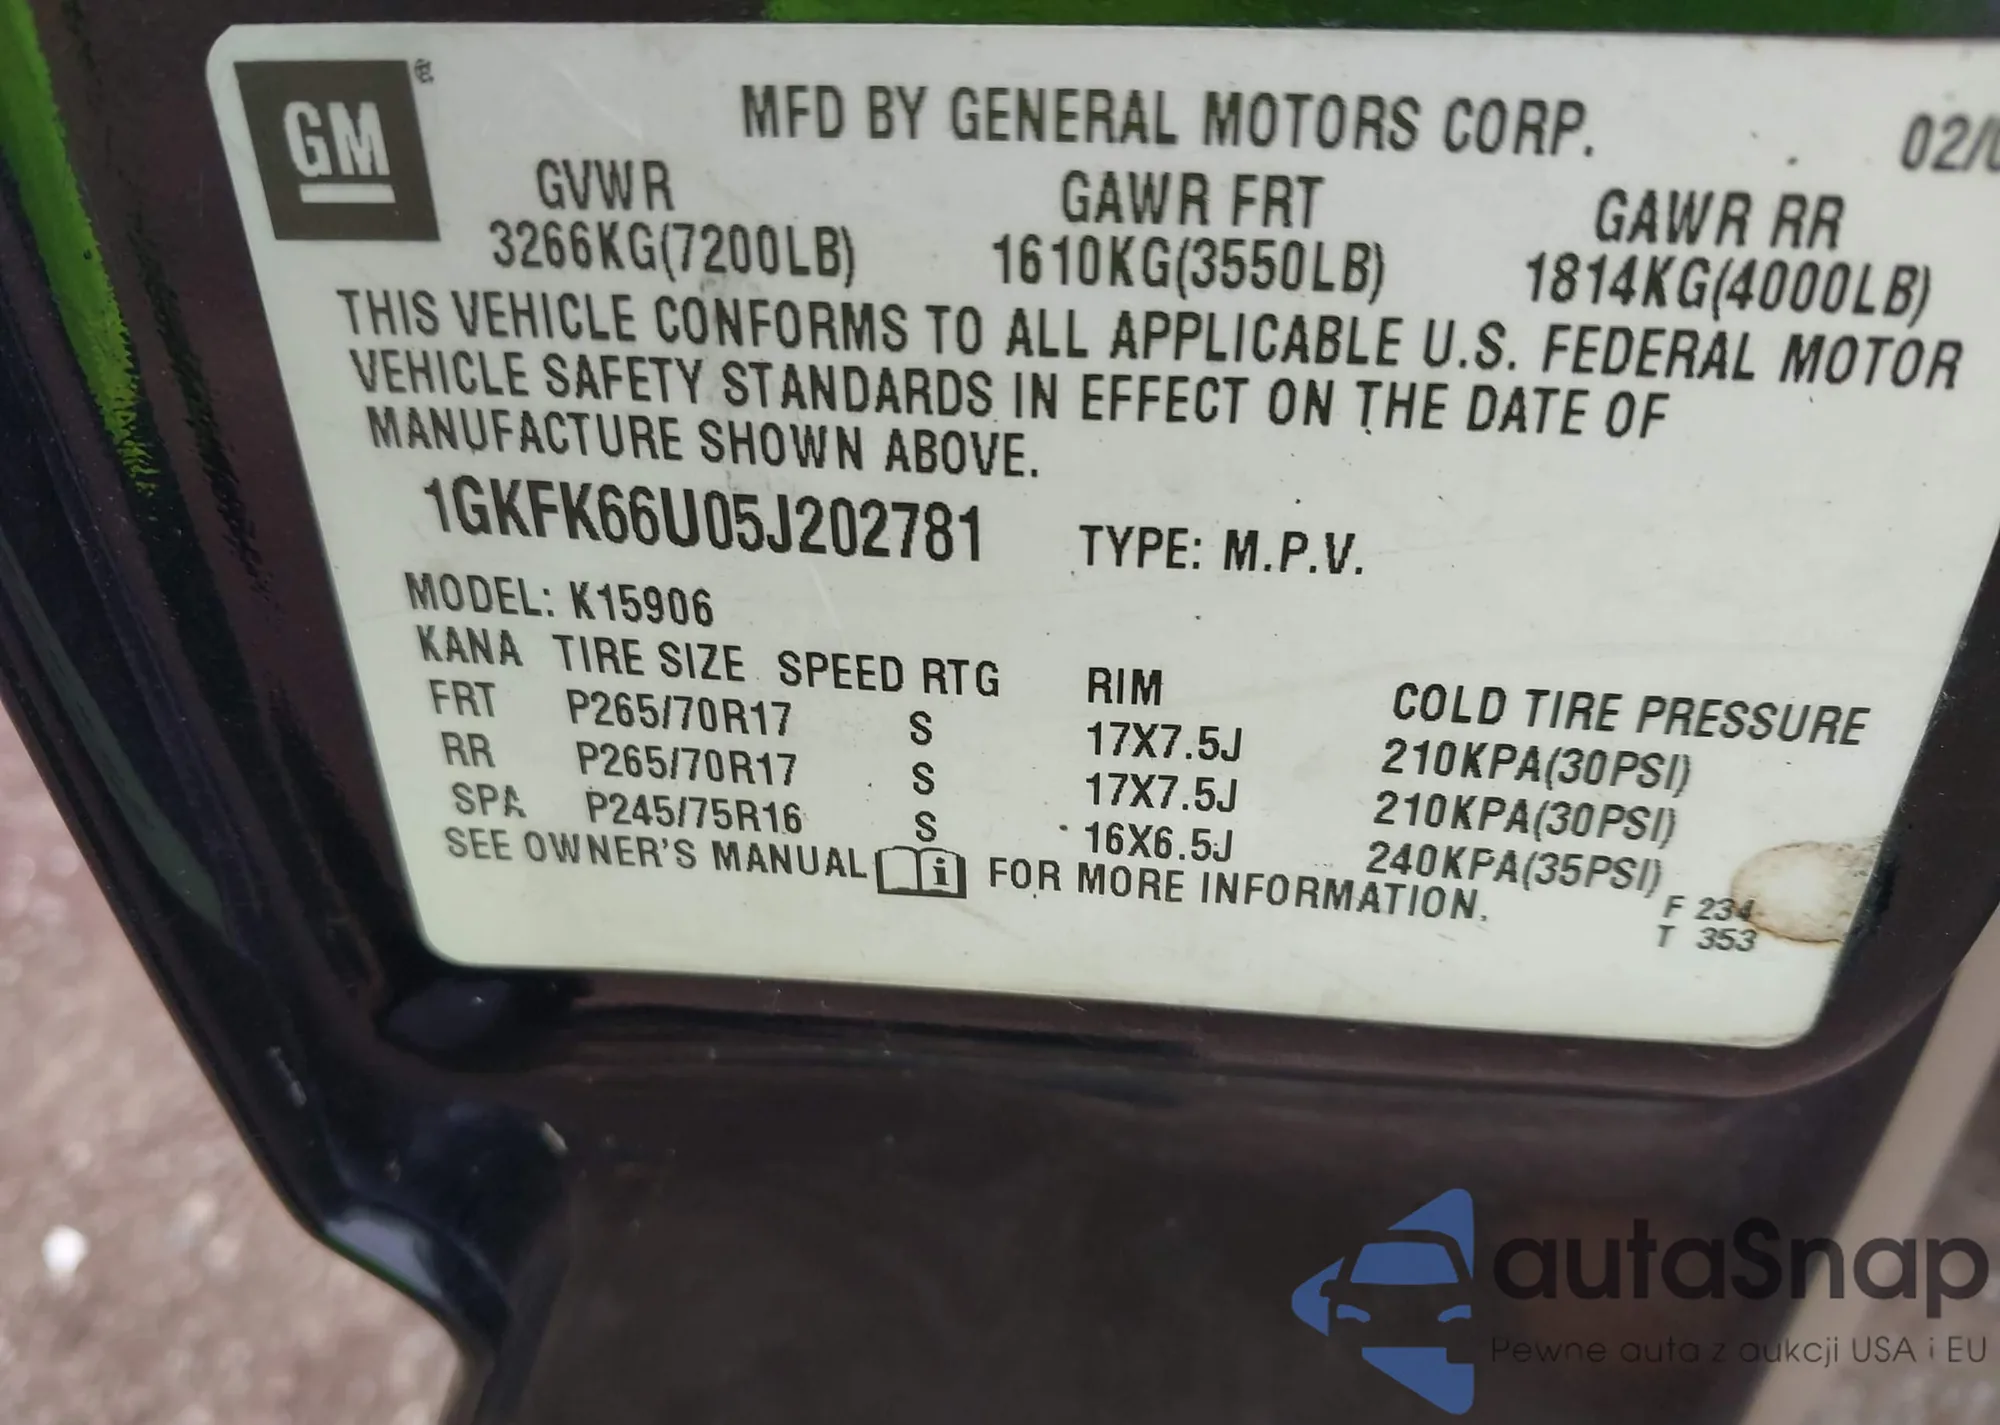 GM
MFD BY GENERAL MOTORS CORP. 02/
GVWR GAWR FRT GAWR RR
3266KG(7200LB) 1610KG(3550LB) 1814KG(4000LB)
THIS VEHICLE CONFORMS TO ALL APPLICABLE U.S. FEDERAL MOTOR
VEHICLE SAFETY STANDARDS IN EFFECT ON THE DATE OF
MANUFACTURE SHOWN ABOVE.
1GKFK66U05J202781 TYPE: M.P.V.
MODEL: K15906
KANA TIRE SIZE SPEED RTG RIM COLD TIRE PRESSURE
FRT P265/70R17 S 17X7.5J 210KPA(30PSI)
RR P265/70R17 S 17X7.5J 210KPA(30PSI)
SPA P245/75R16 S 16X6.5J 240KPA(35PSI)
SEE OWNER'S MANUAL i FOR MORE INFORMATION.
F 234
T 353
autaSnap
Pewne auta z aukcji USA i EU